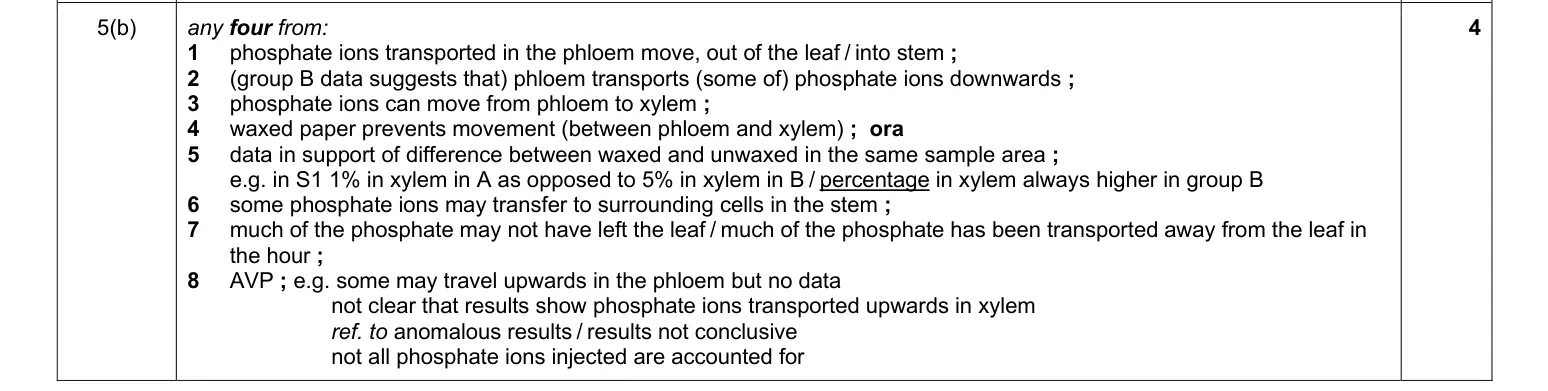 5(b) any four from: 4
1 phosphate ions transported in the phloem move, out of the leaf / into stem ;
2 (group B data suggests that) phloem transports (some of) phosphate ions downwards ;
3 phosphate ions can move from phloem to xylem ;
4 waxed paper prevents movement (between phloem and xylem) ; ora
5 data in support of difference between waxed and unwaxed in the same sample area ;
e.g. in S1 1% in xylem in A as opposed to 5% in xylem in B / percentage in xylem always higher in group B
6 some phosphate ions may transfer to surrounding cells in the stem ;
7 much of the phosphate may not have left the leaf / much of the phosphate has been transported away from the leaf in
the hour ;
8 AVP ; e.g. some may travel upwards in the phloem but no data
not clear that results show phosphate ions transported upwards in xylem
ref. to anomalous results / results not conclusive
not all phosphate ions injected are accounted for